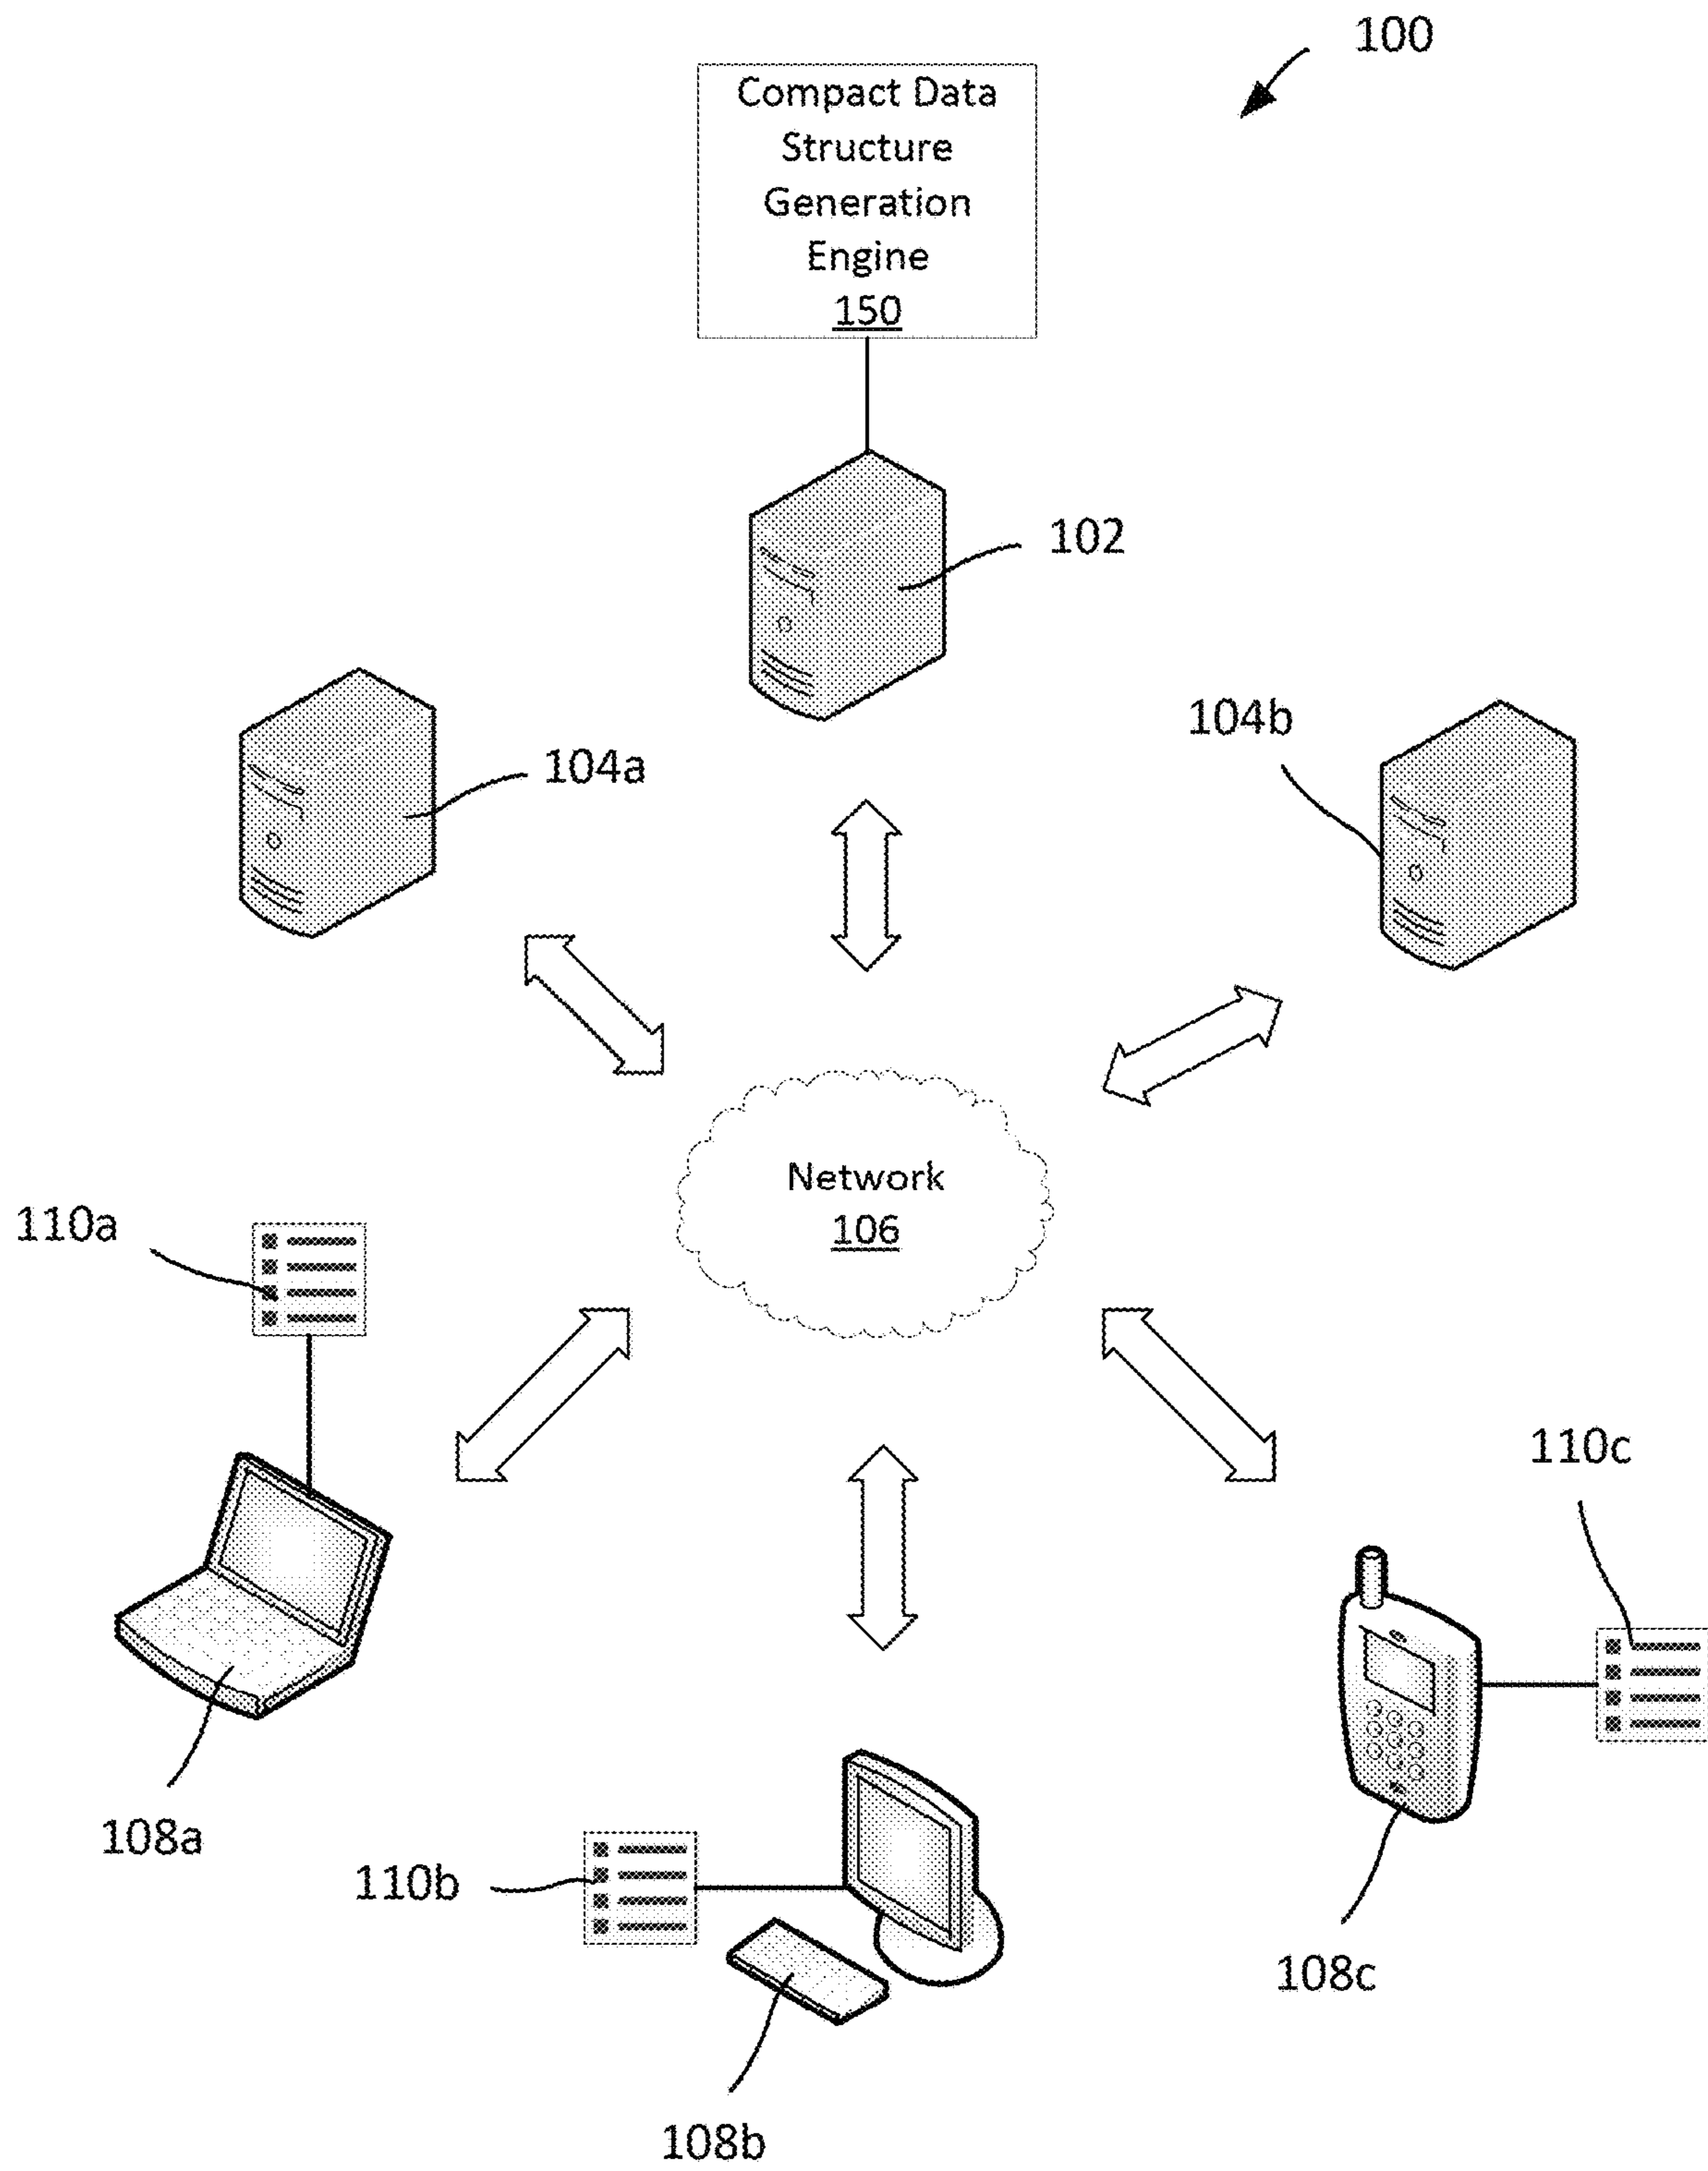 100
Compact Data
Structure
Generation
Engine
150
102
104a
104b
Network
106
110a
110c
108a
110b
108c
108b